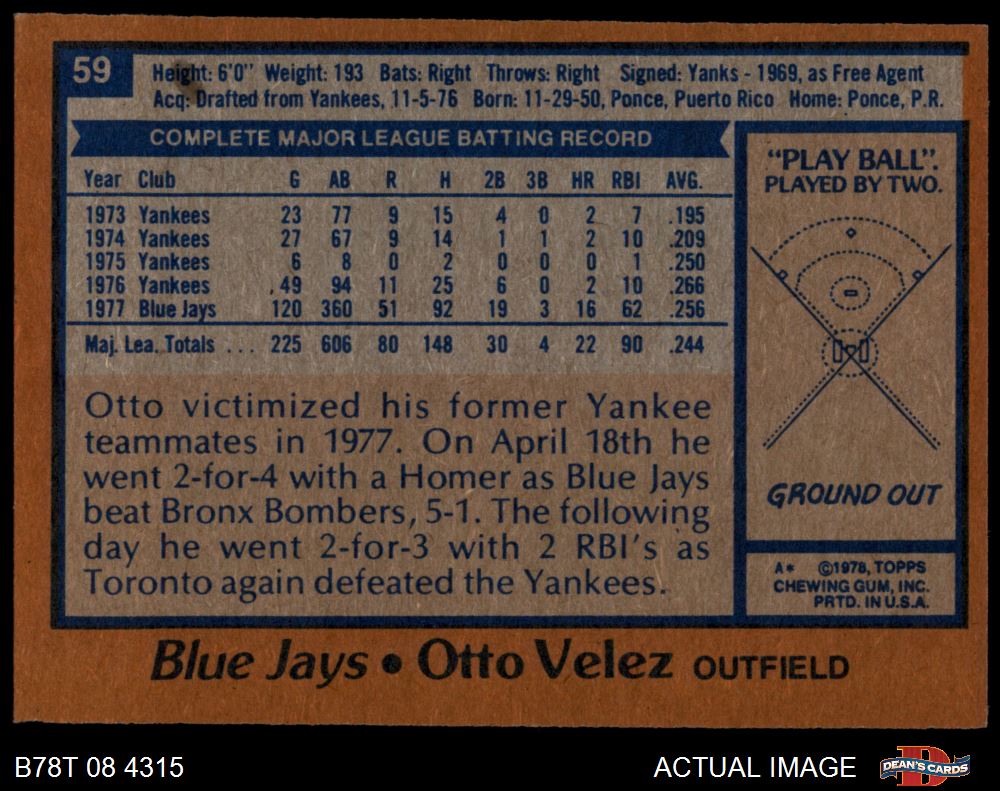 59
Height: 6'0" Weight: 193 Bats: Right Throws: Right Signed: Yanks - 1969, as Free Agent
Acq: Drafted from Yankees, 11-5-76 Born: 11-29-50, Ponce, Puerto Rico Home: Ponce, P.R.
COMPLETE MAJOR LEAGUE BATTING RECORD
Year Club G AB R H 2B 3B HR RBI AVG.
1973 Yankees 23 77 9 15 4 0 2 7 .195
1974 Yankees 27 67 9 14 1 1 2 10 .209
1975 Yankees 6 8 0 2 0 0 0 1 .250
1976 Yankees 49 94 11 25 6 0 2 10 .266
1977 Blue Jays 120 360 51 92 19 3 16 62 .256
Maj. Lea. Totals ... 225 606 80 148 30 4 22 90 .244
Otto victimized his former Yankee
teammates in 1977. On April 18th he
went 2-for-4 with a Homer as Blue Jays
beat Bronx Bombers, 5-1. The following
day he went 2-for-3 with 2 RBI's as
Toronto again defeated the Yankees.
"PLAY BALL".
PLAYED BY TWO.
GROUND OUT
A* ©1978, TOPPS
CHEWING GUM, INC.
PRTD. IN U.S.A.
Blue Jays • Otto Velez OUTFIELD
B78T 08 4315
ACTUAL IMAGE
DEAN'S CARDS